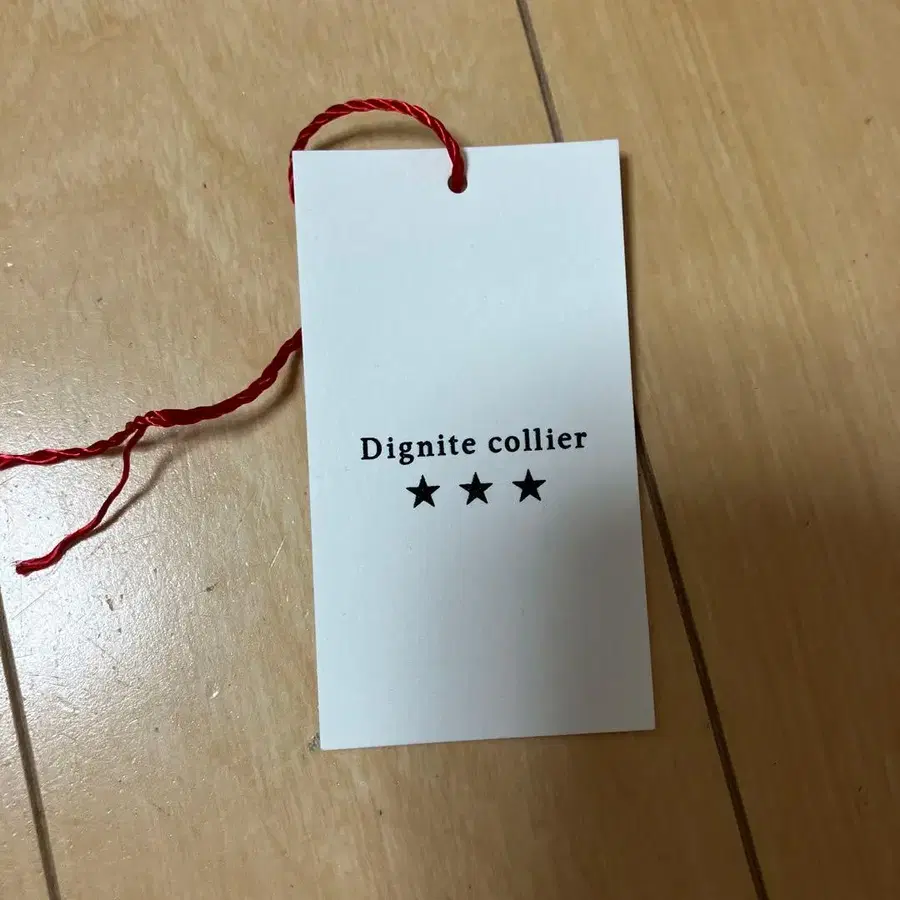 Dignite collier
★ ★ ★